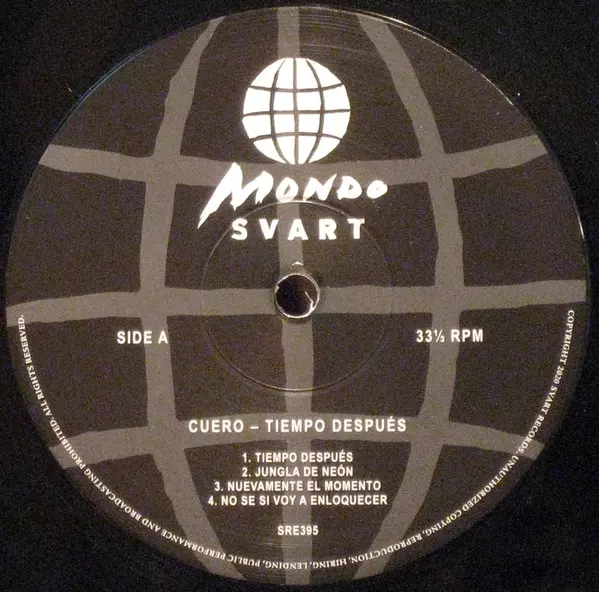 MONDO
SVART
SIDE A
33⅓ RPM
CUERO – TIEMPO DESPUÉS
1. TIEMPO DESPUÉS
2. JUNGLA DE NEÓN
3. NUEVAMENTE EL MOMENTO
4. NO SE SI VOY A ENLOQUECER
SRE395
COPYRIGHT 2020 SVART RECORDS. UNAUTHORIZED COPYING, REPRODUCTION, HIRING, LENDING, PUBLIC PERFORMANCE AND BROADCASTING PROHIBITED. ALL RIGHTS RESERVED.